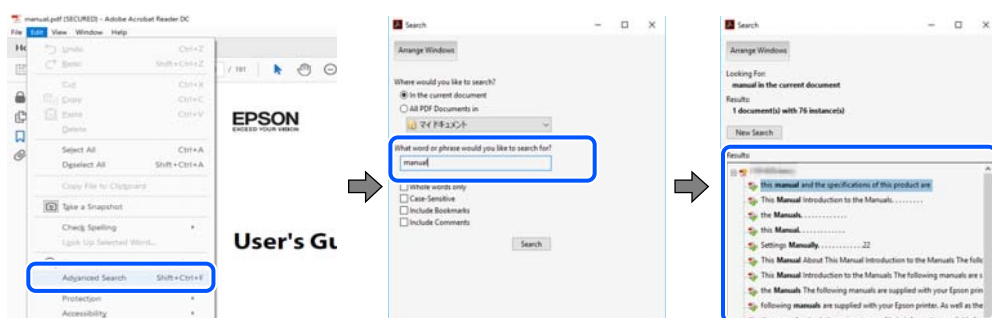 manual.pdf (SECURED) - Adobe Acrobat Reader DC
File Edit View Window Help
Undo Ctrl+Z
Redo Shift+Ctrl+Z
Cut Ctrl+X
Copy Ctrl+C
Paste Ctrl+V
Delete
Select All Ctrl+A
Deselect All Shift+Ctrl+A
Copy File to Clipboard
Take a Snapshot
Check Spelling
Look Up Selected Word...
Advanced Search Shift+Ctrl+F
Protection
Accessibility
/ 191
EPSON
EXCEED YOUR VISION
User's Gu
Search
Arrange Windows
Where would you like to search?
In the current document
All PDF Documents in
マイドキュメント
What word or phrase would you like to search for?
manual
Whole words only
Case-Sensitive
Include Bookmarks
Include Comments
Search
Search
Arrange Windows
Looking For:
manual in the current document
Results:
1 document(s) with 76 instance(s)
New Search
Results:
this manual and the specifications of this product are
This Manual Introduction to the Manuals. . . . . . . .
the Manuals. . . . . . . . . . . . .
this Manual. . . . . . . . . . . . .
Settings Manually. . . . . . . . . . . . 22
This Manual About This Manual Introduction to the Manuals The follo
This Manual Introduction to the Manuals The following manuals are s
the Manuals The following manuals are supplied with your Epson prin
following manuals are supplied with your Epson printer. As well as the